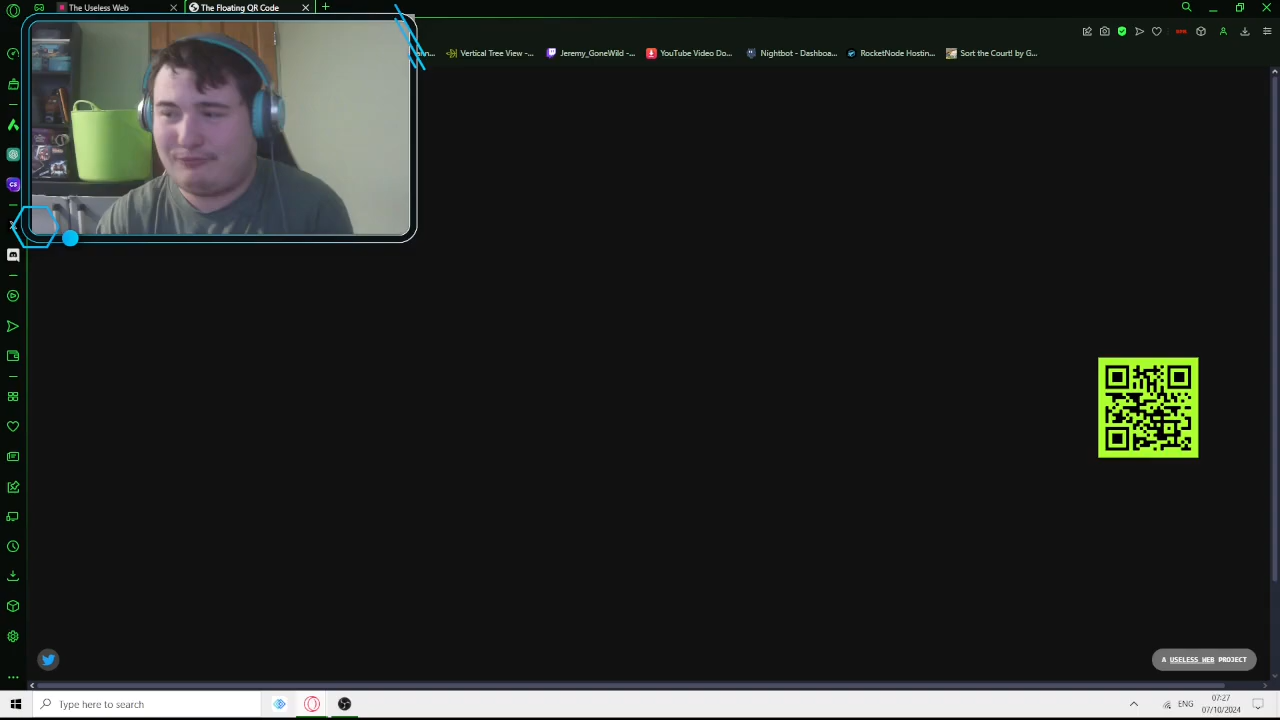 The Useless Web
The Floating QR Code
Vertical Tree View -...
Jeremy_GoneWild -...
YouTube Video Do...
Nightbot - Dashboa...
RocketNode Hostin...
Sort the Court! by G...
A USELESS WEB PROJECT
Type here to search
ENG
07:27
07/10/2024